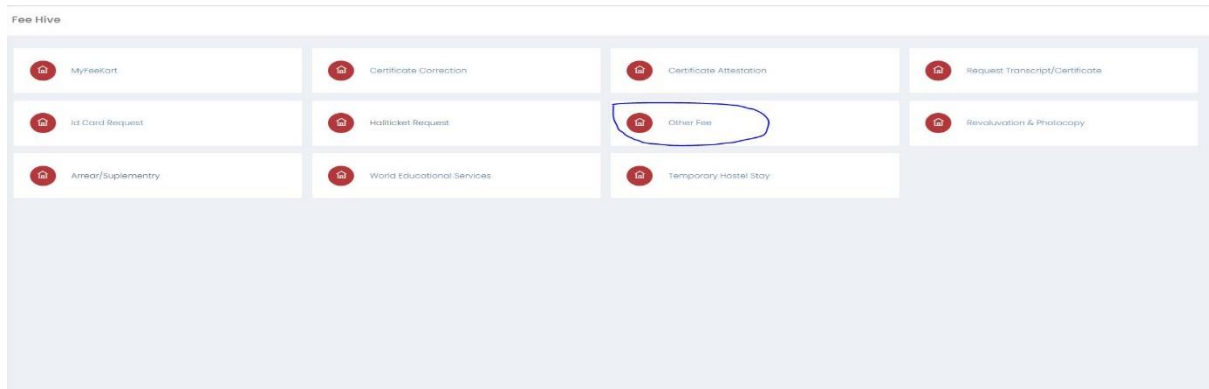 Fee Hive
MyFeeKart
Certificate Correction
Certificate Attestation
Request Transcript/Certificate
Id Card Request
Hallticket Request
Other Fee
Revaluvation & Photocopy
Arrear/Suplementry
World Educational Services
Temporary Hostel Stay